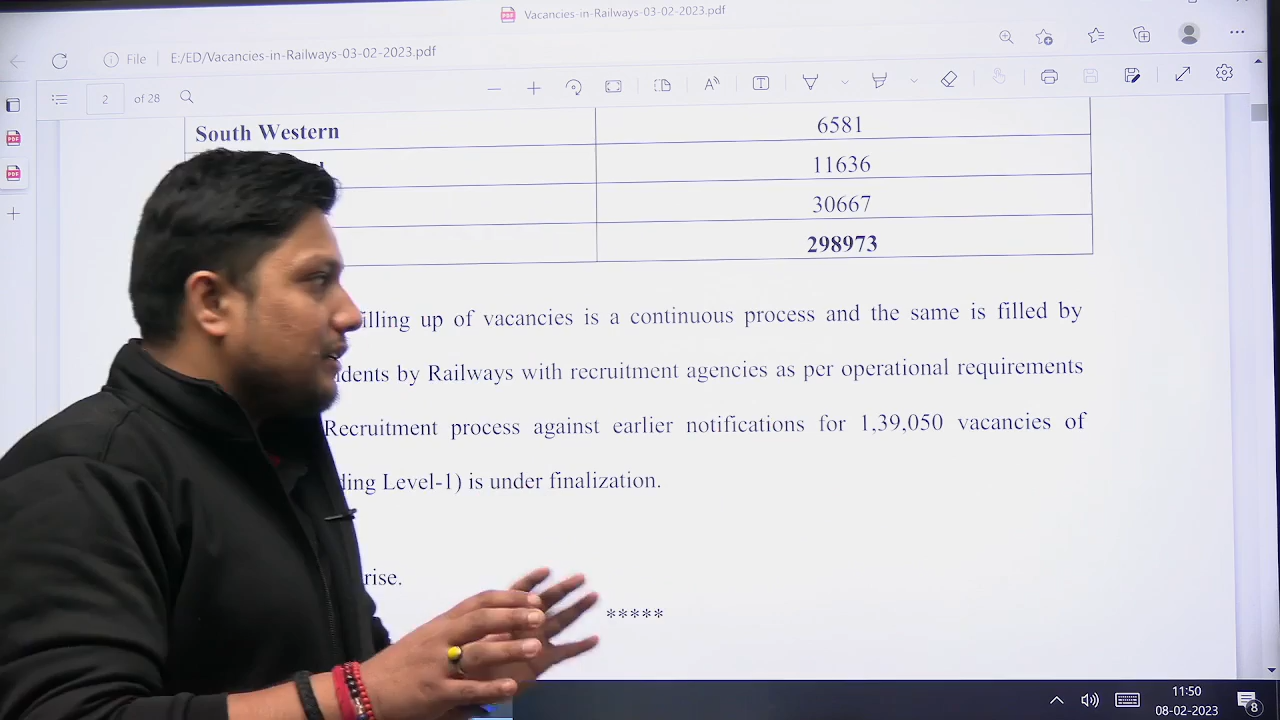 Vacancies-in-Railways-03-02-2023.pdf
File E:/ED/Vacancies-in-Railways-03-02-2023.pdf
2 of 28
South Western 6581
11636
30667
298973
illing up of vacancies is a continuous process and the same is filled by
dents by Railways with recruitment agencies as per operational requirements
Recruitment process against earlier notifications for 1,39,050 vacancies of
ding Level-1) is under finalization.
rise.
*****
11:50
08-02-2023
8